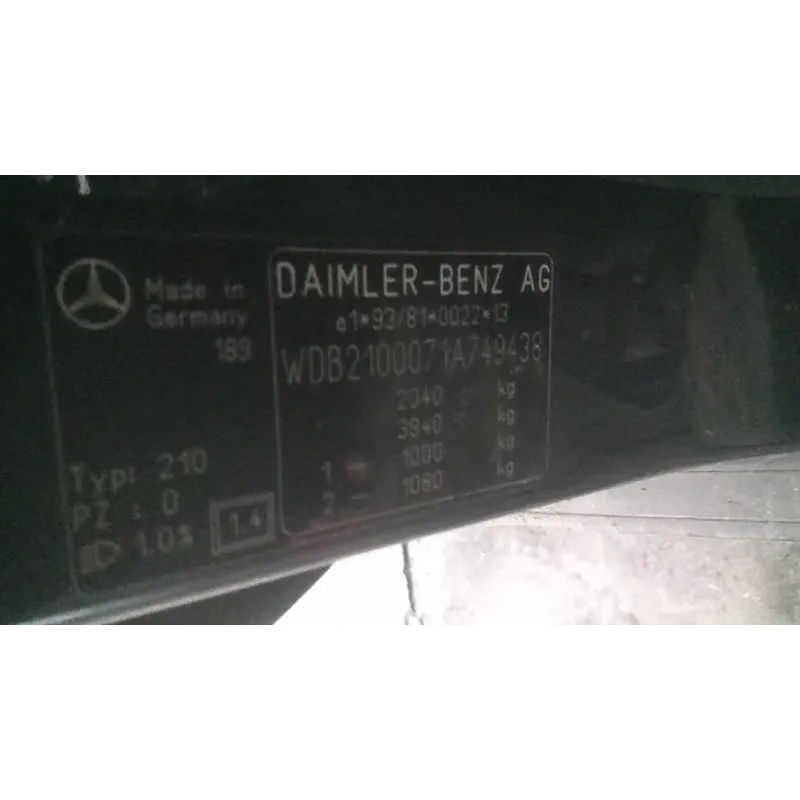 Made in
Germany
189
Typ: 210
PZ : 0
1.0%
1.4
DAIMLER-BENZ AG
e1*93/81*0022*13
WDB2100071A749438
2040 kg
3940 kg
1 - 1000 kg
2 - 1080 kg